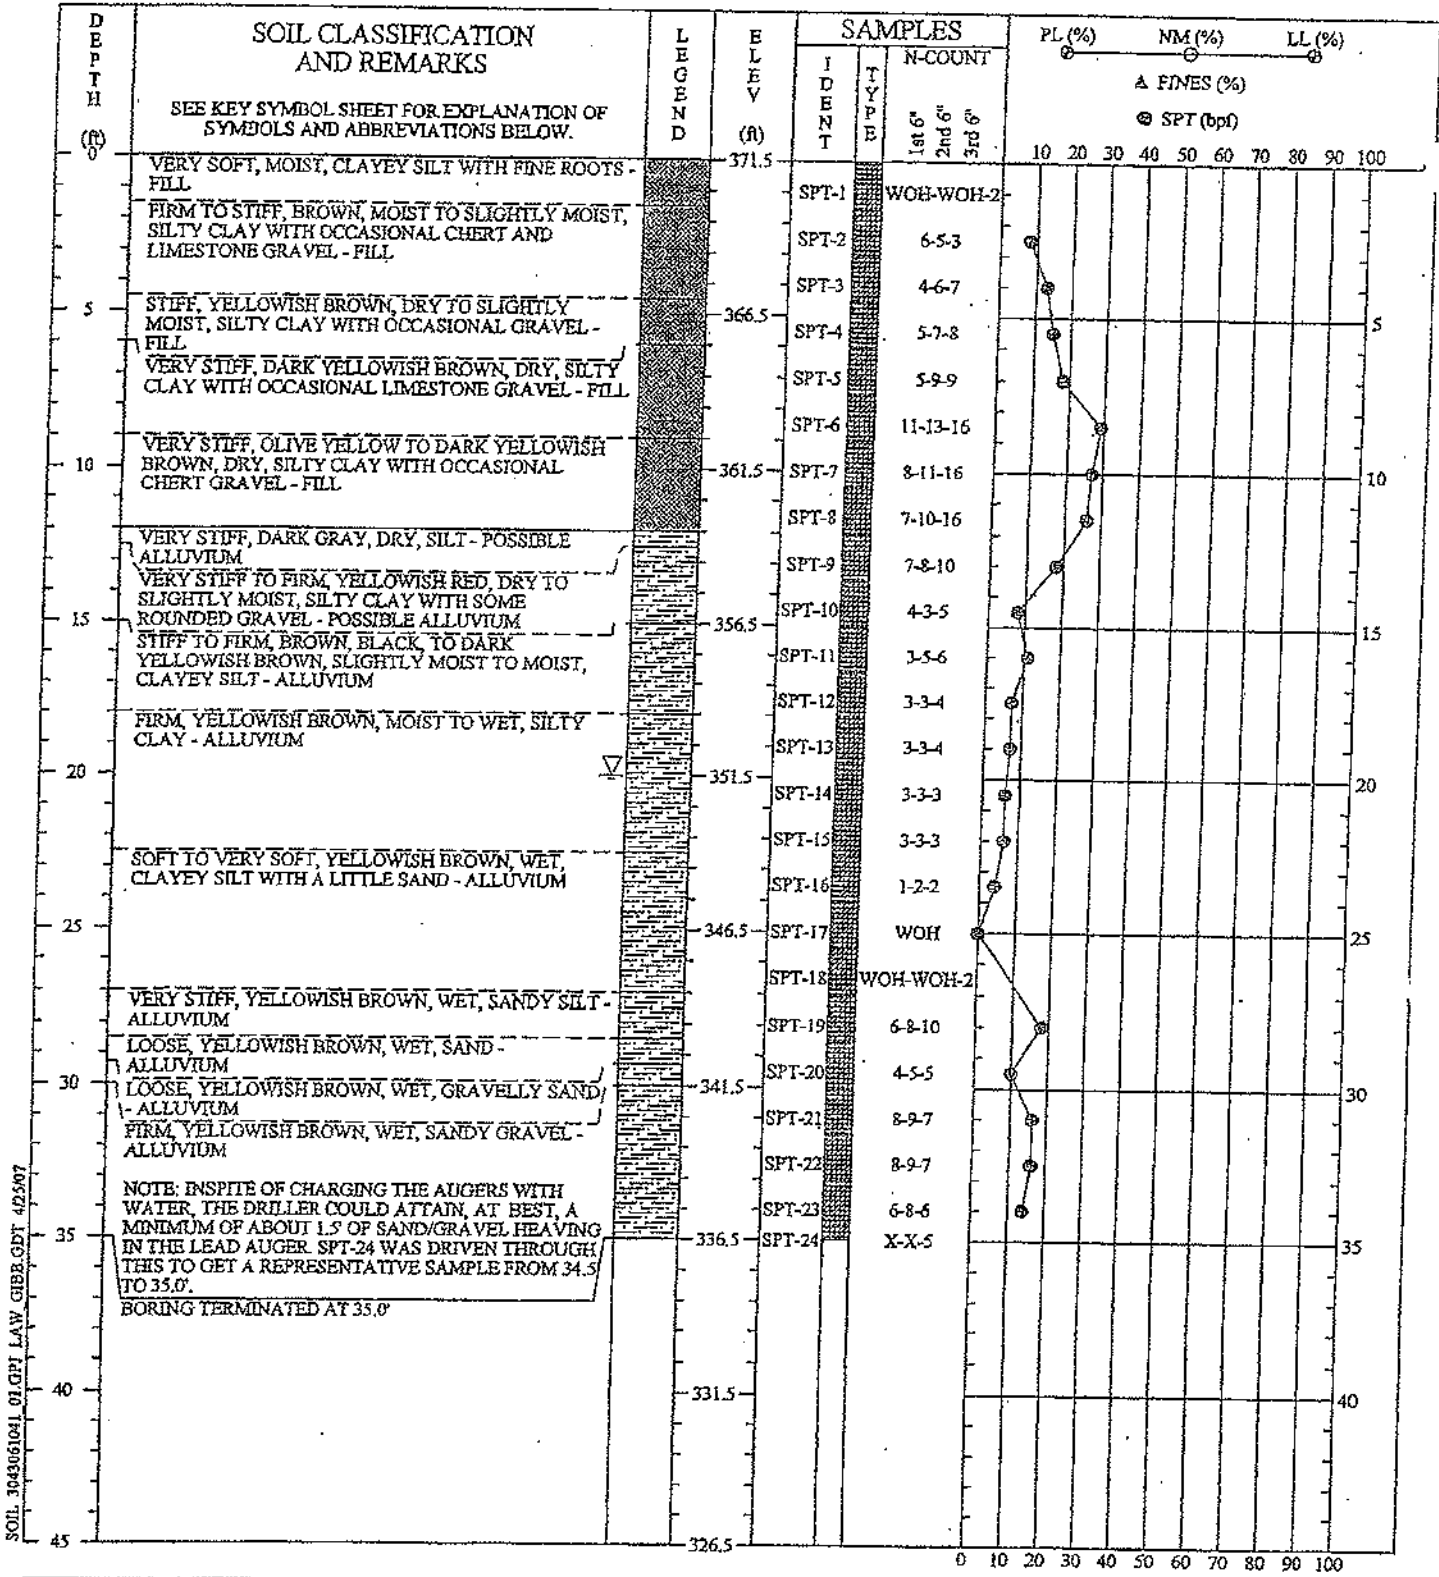 DEPTH
(ft)
SOIL CLASSIFICATION
AND REMARKS
SEE KEY SYMBOL SHEET FOR EXPLANATION OF
SYMBOLS AND ABBREVIATIONS BELOW.
LEGEND
ELEV
(ft)
SAMPLES
IDENT
TYPE
N-COUNT
1st 6"
2nd 6"
3rd 6"
PL (%) NM (%) LL (%)
FINES (%)
SPT (bpf)
10 20 30 40 50 60 70 80 90 100
0
371.5
VERY SOFT, MOIST, CLAYEY SILT WITH FINE ROOTS -
FILL
SPT-1 WOH-WOH-2
FIRM TO STIFF, BROWN, MOIST TO SLIGHTLY MOIST,
SILTY CLAY WITH OCCASIONAL CHERT AND
LIMESTONE GRAVEL - FILL
SPT-2 6-5-3
SPT-3 4-6-7
5
366.5
5
STIFF, YELLOWISH BROWN, DRY TO SLIGHTLY
MOIST, SILTY CLAY WITH OCCASIONAL GRAVEL -
FILL
SPT-4 5-7-8
VERY STIFF, DARK YELLOWISH BROWN, DRY, SILTY
CLAY WITH OCCASIONAL LIMESTONE GRAVEL - FILL
SPT-5 5-9-9
SPT-6 11-13-16
VERY STIFF, OLIVE YELLOW TO DARK YELLOWISH
BROWN, DRY, SILTY CLAY WITH OCCASIONAL
CHERT GRAVEL - FILL
10
361.5
SPT-7 8-11-16
10
SPT-8 7-10-16
VERY STIFF, DARK GRAY, DRY, SILT - POSSIBLE
ALLUVIUM
SPT-9 7-8-10
VERY STIFF TO FIRM, YELLOWISH RED, DRY TO
SLIGHTLY MOIST, SILTY CLAY WITH SOME
ROUNDED GRAVEL - POSSIBLE ALLUVIUM
SPT-10 4-3-5
15
356.5
15
STIFF TO FIRM, BROWN, BLACK, TO DARK
YELLOWISH BROWN, SLIGHTLY MOIST TO MOIST,
CLAYEY SILT - ALLUVIUM
SPT-11 3-5-6
SPT-12 3-3-4
FIRM, YELLOWISH BROWN, MOIST TO WET, SILTY
CLAY - ALLUVIUM
SPT-13 3-3-4
20
351.5
20
SPT-14 3-3-3
SPT-15 3-3-3
SOFT TO VERY SOFT, YELLOWISH BROWN, WET,
CLAYEY SILT WITH A LITTLE SAND - ALLUVIUM
SPT-16 1-2-2
25
346.5
SPT-17 WOH
25
SPT-18 WOH-WOH-2
VERY STIFF, YELLOWISH BROWN, WET, SANDY SILT -
ALLUVIUM
SPT-19 6-8-10
LOOSE, YELLOWISH BROWN, WET, SAND -
ALLUVIUM
SPT-20 4-5-5
30
341.5
30
LOOSE, YELLOWISH BROWN, WET, GRAVELLY SAND
- ALLUVIUM
SPT-21 8-9-7
FIRM, YELLOWISH BROWN, WET, SANDY GRAVEL -
ALLUVIUM
SPT-22 8-9-7
NOTE: INSPITE OF CHARGING THE AUGERS WITH
WATER, THE DRILLER COULD ATTAIN, AT BEST, A
MINIMUM OF ABOUT 1.5' OF SAND/GRAVEL HEAVING
IN THE LEAD AUGER. SPT-24 WAS DRIVEN THROUGH
THIS TO GET A REPRESENTATIVE SAMPLE FROM 34.5
TO 35.0'.
SPT-23 6-8-6
35
336.5
SPT-24 X-X-5
35
BORING TERMINATED AT 35.0'
40
331.5
40
45
326.5
0 10 20 30 40 50 60 70 80 90 100
SOIL 3043061041_01.GPJ LAW_GIBB.GDT 4/25/07